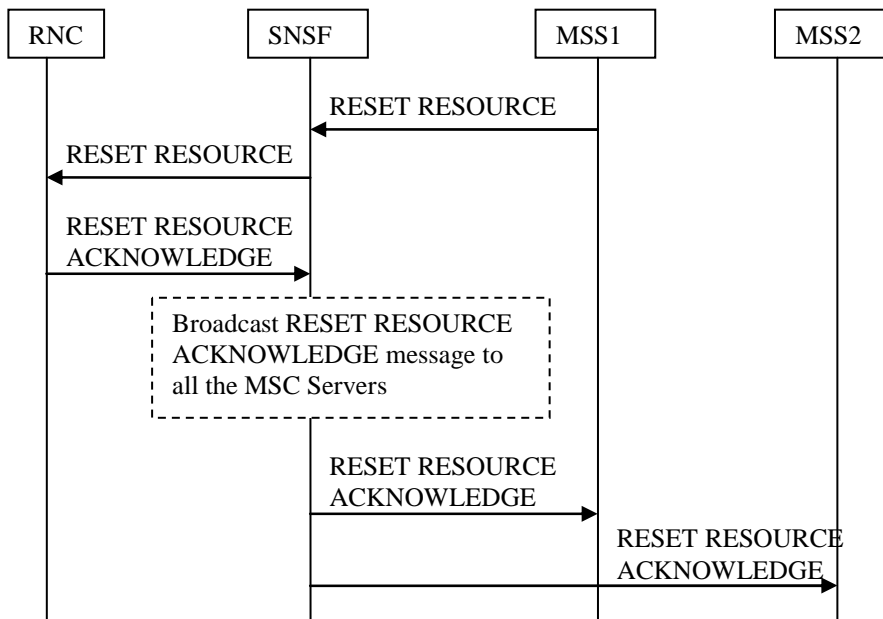 RNC
SNSF
MSS1
MSS2
RESET RESOURCE
RESET RESOURCE
RESET RESOURCE
ACKNOWLEDGE
Broadcast RESET RESOURCE
ACKNOWLEDGE message to
all the MSC Servers
RESET RESOURCE
ACKNOWLEDGE
RESET RESOURCE
ACKNOWLEDGE